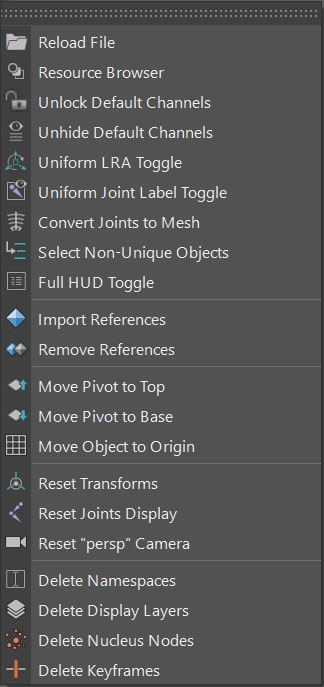 Reload File
Resource Browser
Unlock Default Channels
Unhide Default Channels
Uniform LRA Toggle
Uniform Joint Label Toggle
Convert Joints to Mesh
Select Non-Unique Objects
Full HUD Toggle
Import References
Remove References
Move Pivot to Top
Move Pivot to Base
Move Object to Origin
Reset Transforms
Reset Joints Display
Reset "persp" Camera
Delete Namespaces
Delete Display Layers
Delete Nucleus Nodes
Delete Keyframes